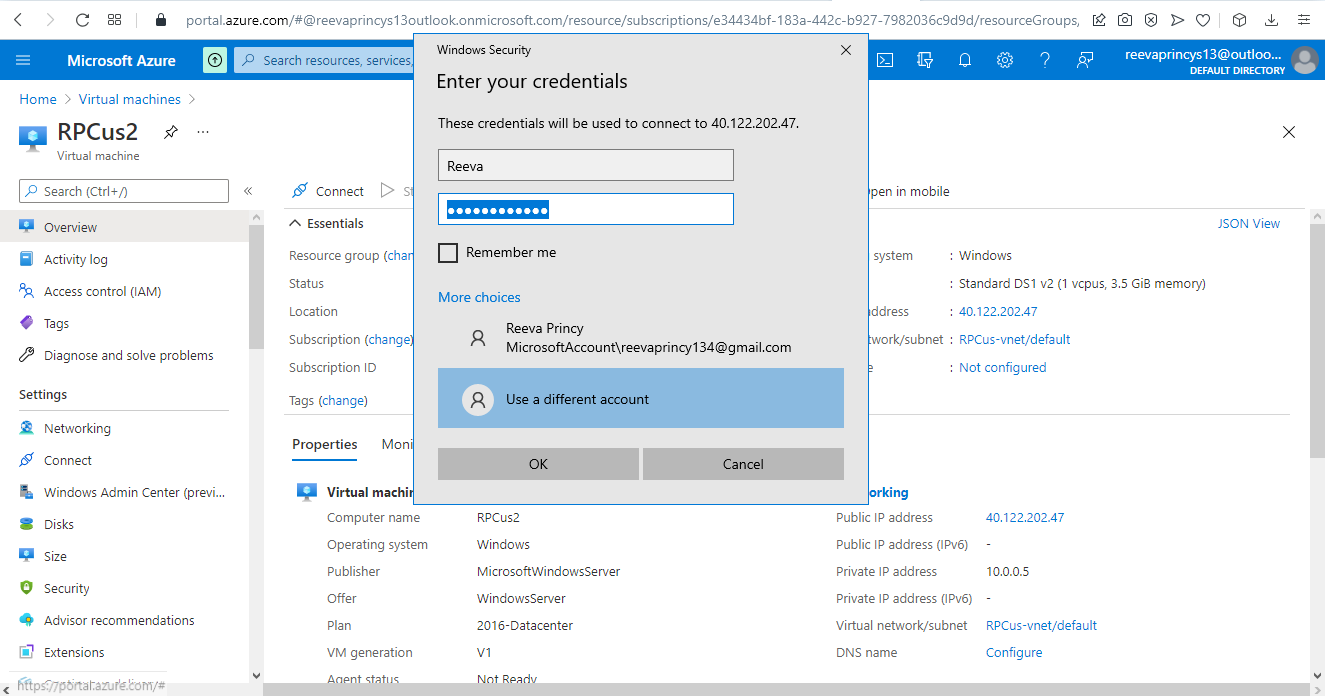 portal.azure.com/#@reevaprincys13outlook.onmicrosoft.com/resource/subscriptions/e34434bf-183a-442c-b927-7982036c9d9d/resourceGroups,
Microsoft Azure
Search resources, services,
reevaprincys13@outloo...
DEFAULT DIRECTORY
Home > Virtual machines >
RPCus2
...
Virtual machine
Search (Ctrl+/)
«
Overview
Activity log
Access control (IAM)
Tags
Diagnose and solve problems
Settings
Networking
Connect
Windows Admin Center (previ...
Disks
Size
Security
Advisor recommendations
Extensions
https://portal.azure.com/#
Connect
St
Open in mobile
Essentials
JSON View
Resource group (chan
Status
Location
Subscription (change)
Subscription ID
Tags (change)
system : Windows
: Standard DS1 v2 (1 vcpus, 3.5 GiB memory)
address : 40.122.202.47
twork/subnet : RPCus-vnet/default
e : Not configured
Properties
Moni
Virtual machin
Computer name RPCus2
Operating system Windows
Publisher MicrosoftWindowsServer
Offer WindowsServer
Plan 2016-Datacenter
VM generation V1
Agent status Not Ready
orking
Public IP address 40.122.202.47
Public IP address (IPv6) -
Private IP address 10.0.0.5
Private IP address (IPv6) -
Virtual network/subnet RPCus-vnet/default
DNS name Configure
Windows Security
Enter your credentials
These credentials will be used to connect to 40.122.202.47.
Reeva
●●●●●●●●●●●●
Remember me
More choices
Reeva Princy
MicrosoftAccount\reevaprincy134@gmail.com
Use a different account
OK
Cancel